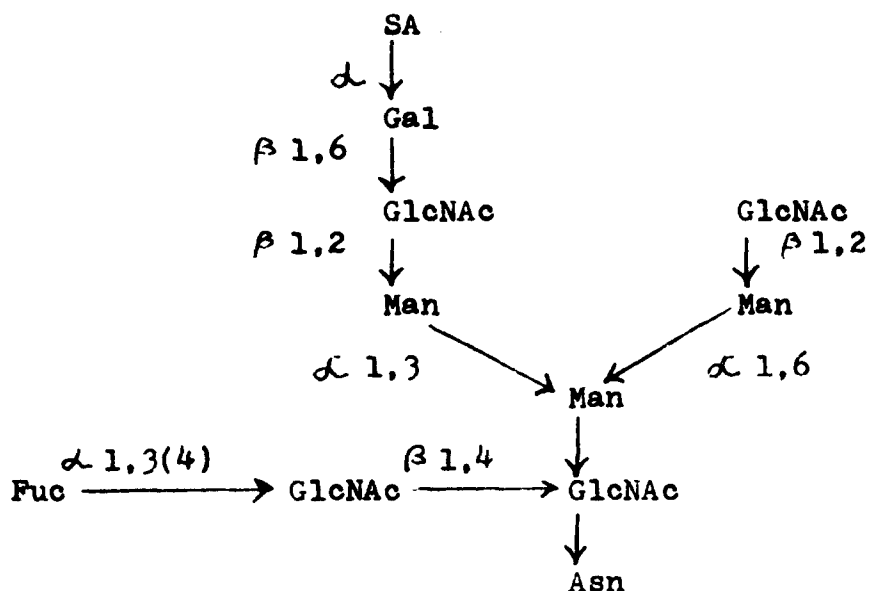 SA
α
Gal
β 1,6
GlcNAc GlcNAc
β 1,2 β 1,2
Man Man
α 1,3 α 1,6
Man
α 1,3(4) β 1,4
Fuc GlcNAc GlcNAc
Asn